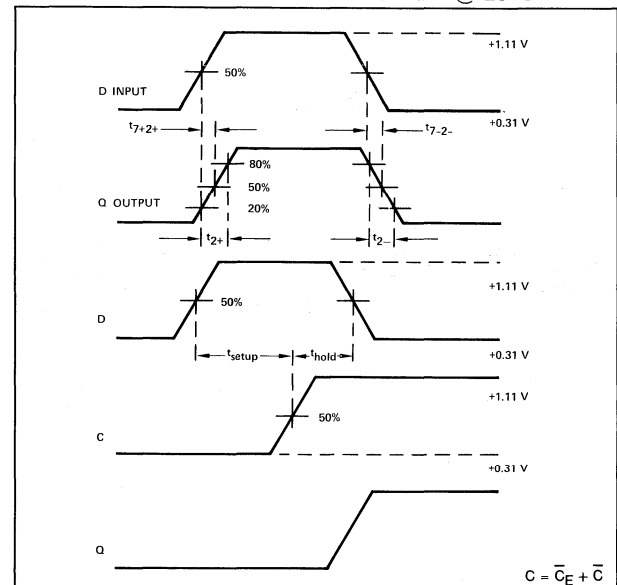 +1.11 V
50%
D INPUT
+0.31 V
t7+2+
t7-2-
80%
50%
Q OUTPUT
20%
t2+
t2–
+1.11 V
D
50%
+0.31 V
tsetup
thold
+1.11 V
50%
C
+0.31 V
Q
C = C̅E + C̅